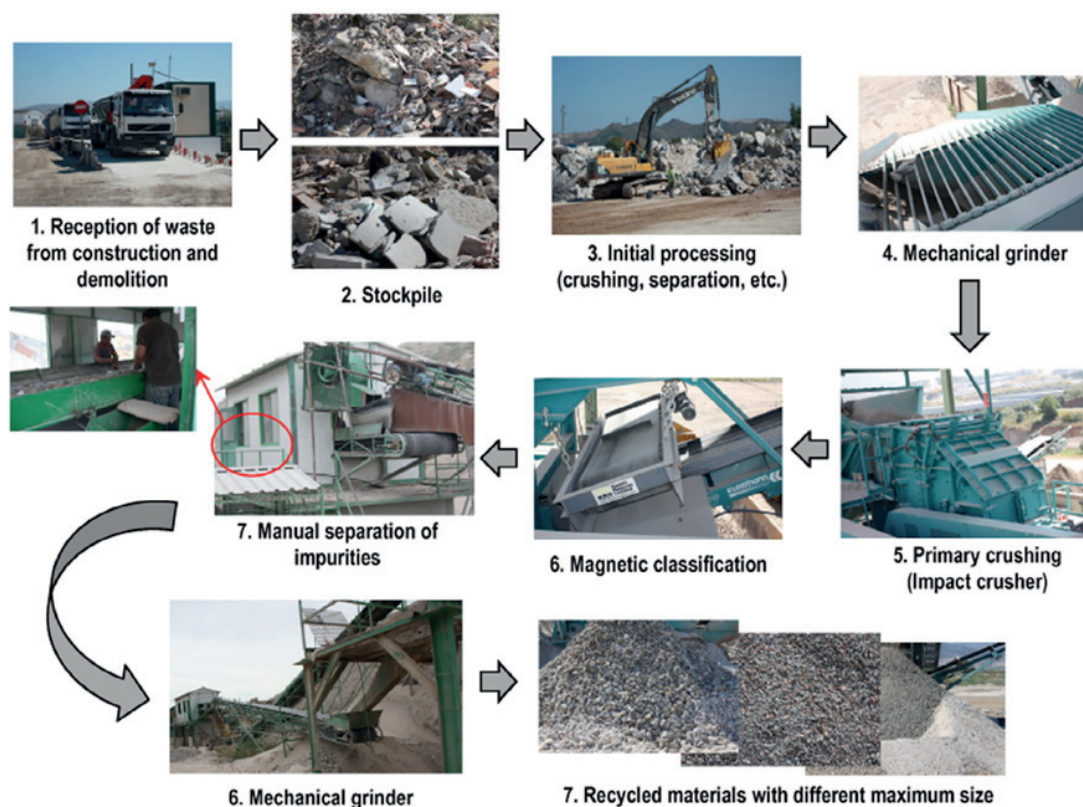 1. Reception of waste
from construction and
demolition
2. Stockpile
3. Initial processing
(crushing, separation, etc.)
4. Mechanical grinder
5. Primary crushing
(Impact crusher)
KLEEMANN
6. Magnetic classification
7. Manual separation of
impurities
6. Mechanical grinder
7. Recycled materials with different maximum size